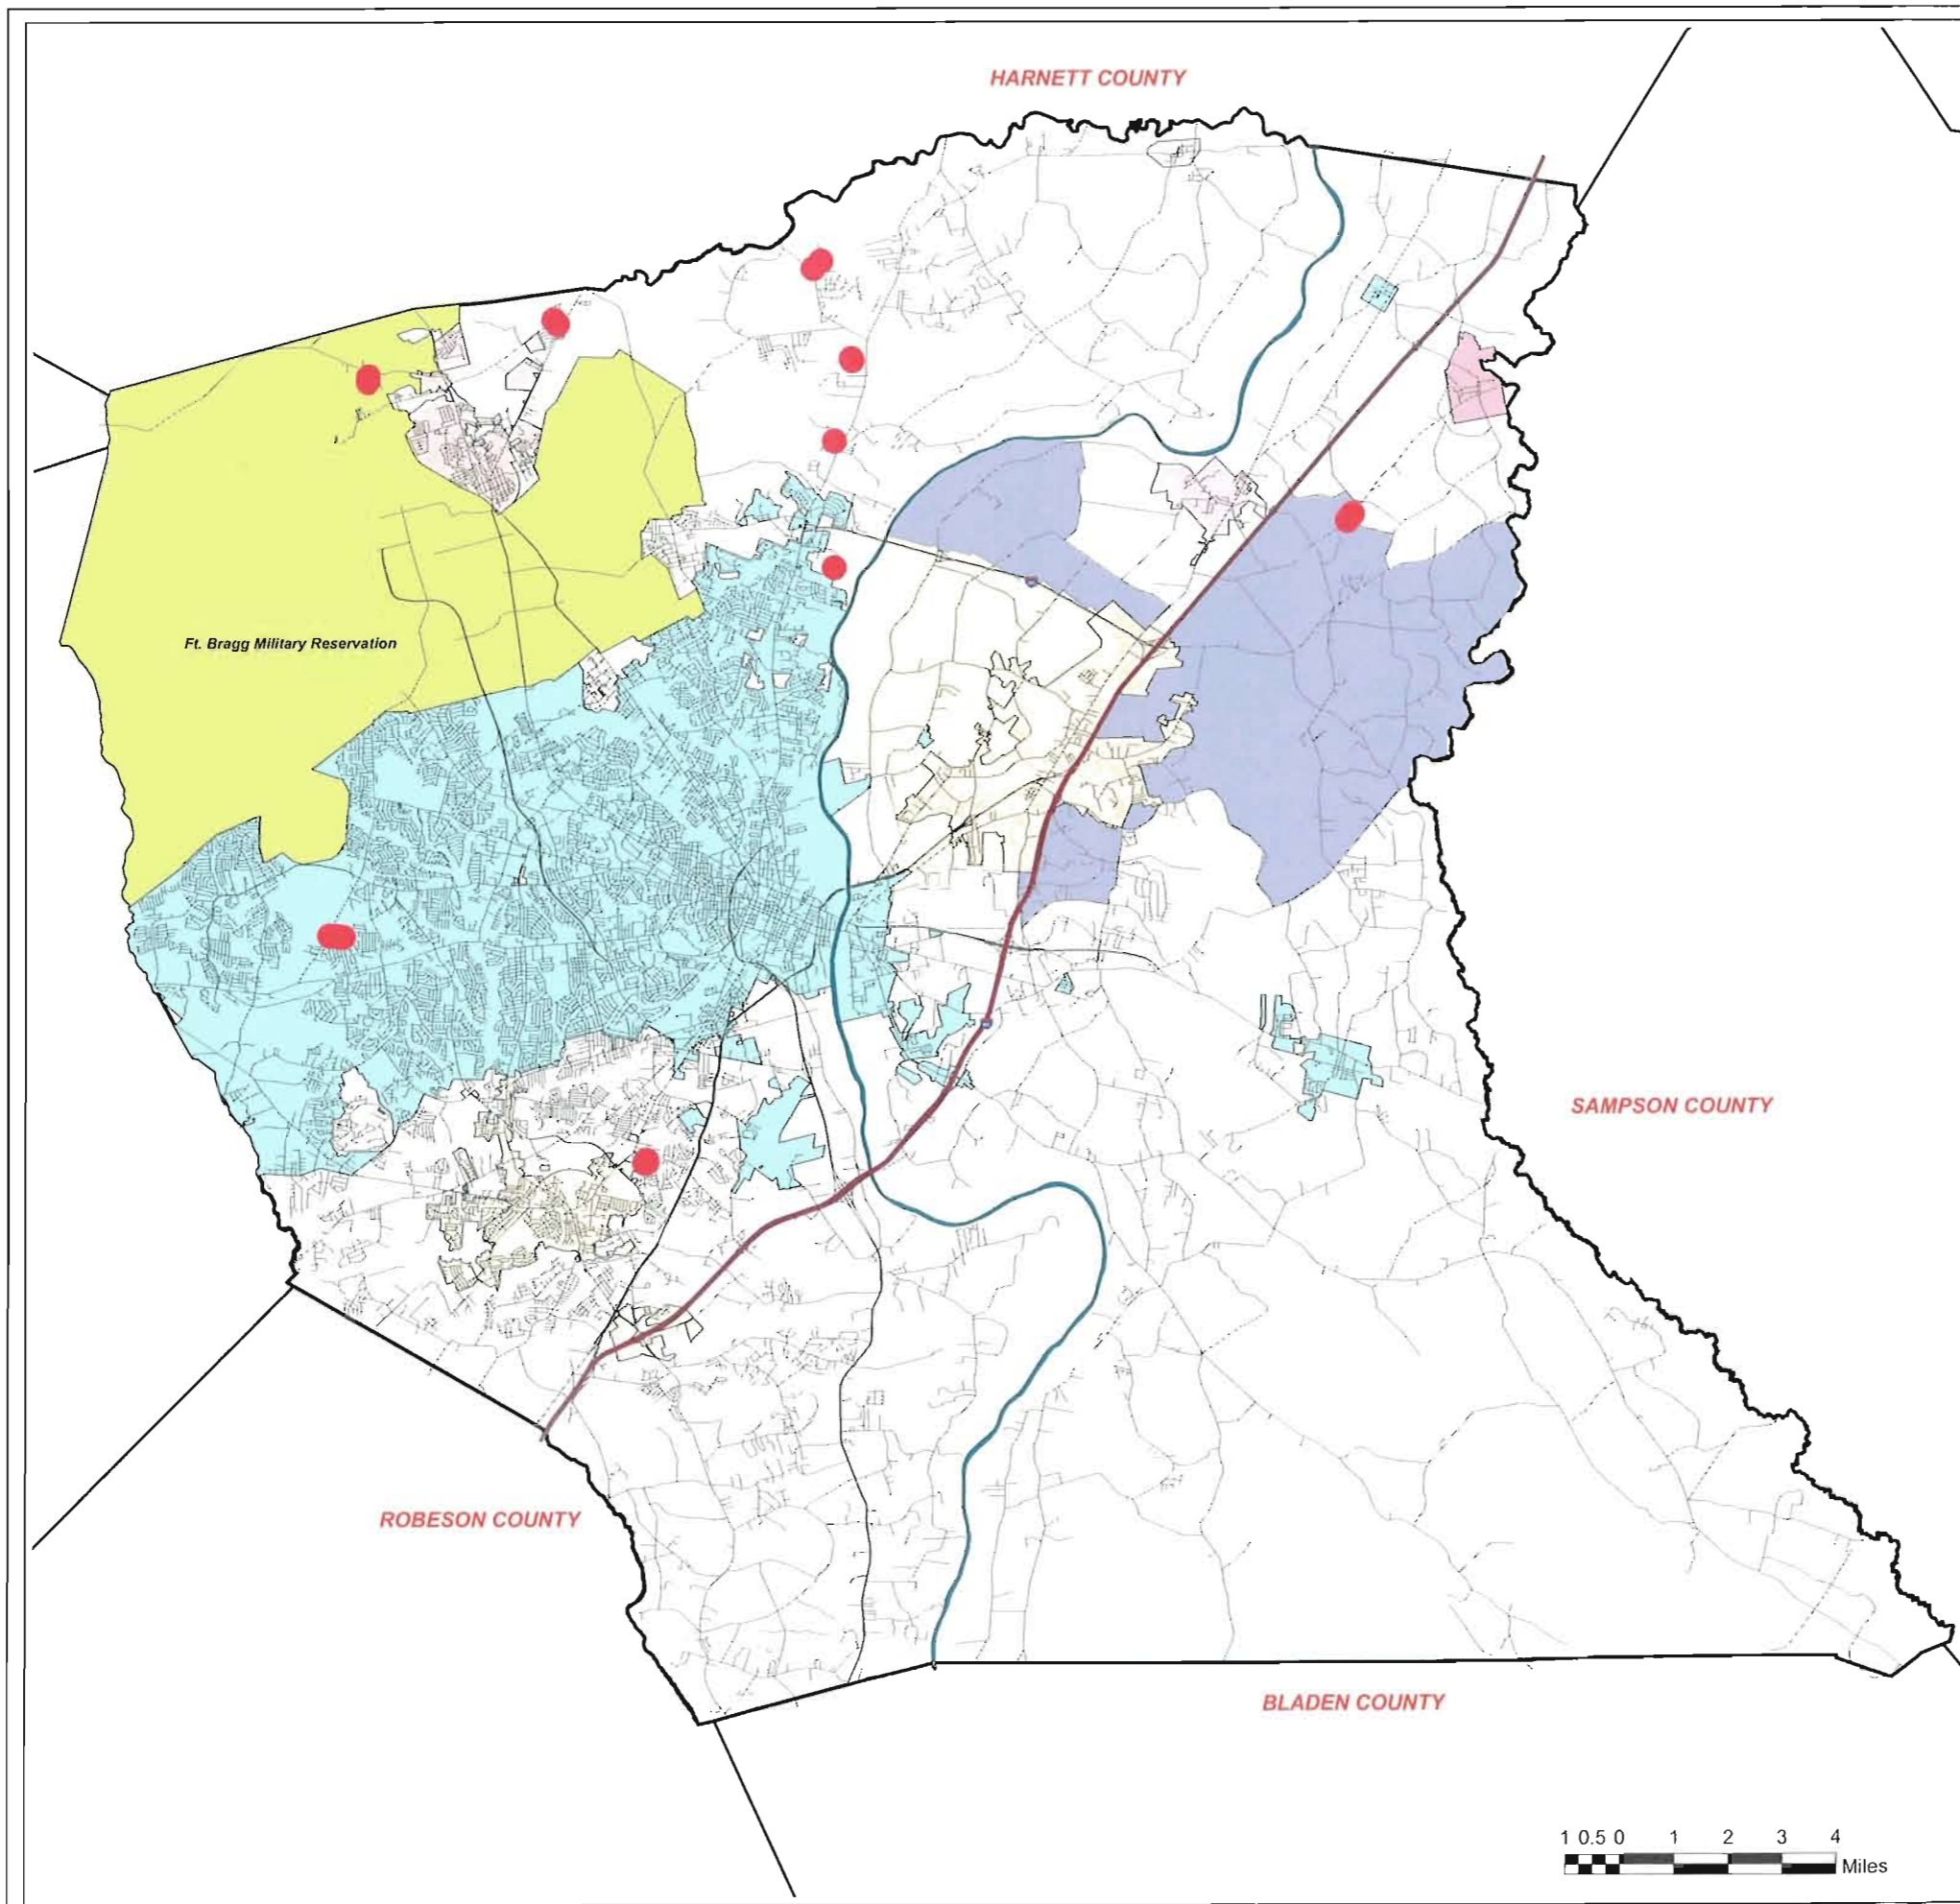 HARNETT COUNTY
Ft. Bragg Military Reservation
SAMPSON COUNTY
ROBESON COUNTY
BLADEN COUNTY
1 0.5 0 1 2 3 4
Miles